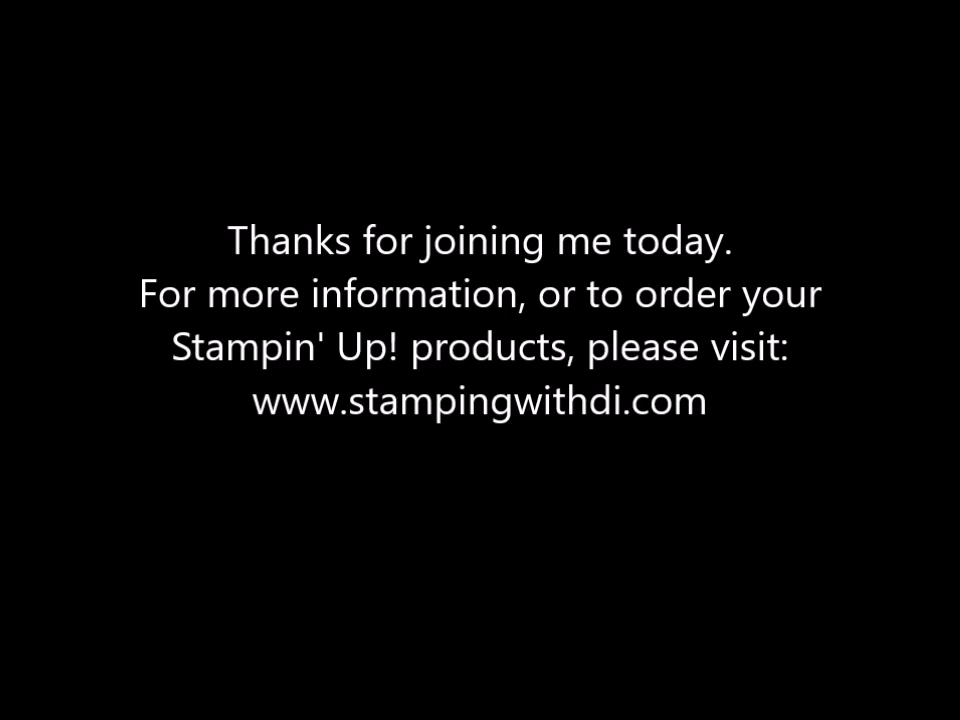 Thanks for joining me today.
For more information, or to order your
Stampin' Up! products, please visit:
www.stampingwithdi.com